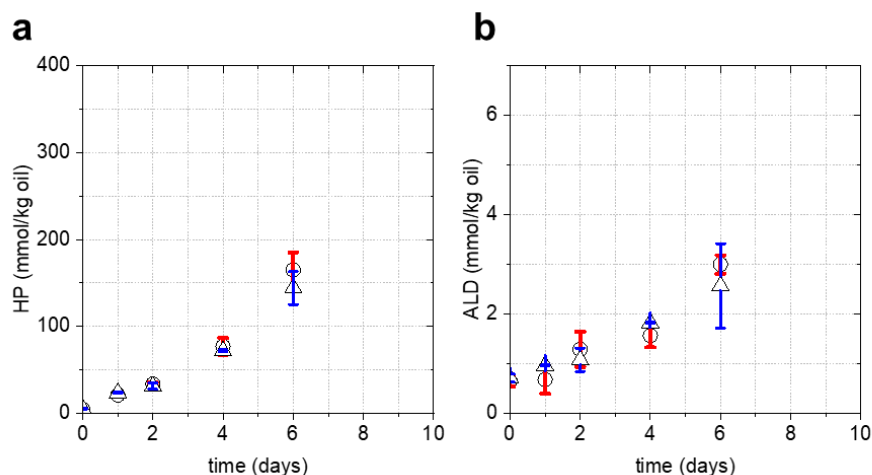 a
HP (mmol/kg oil)
400
300
200
100
0
0 2 4 6 8 10
time (days)
b
ALD (mmol/kg oil)
6
4
2
0
0 2 4 6 8 10
time (days)